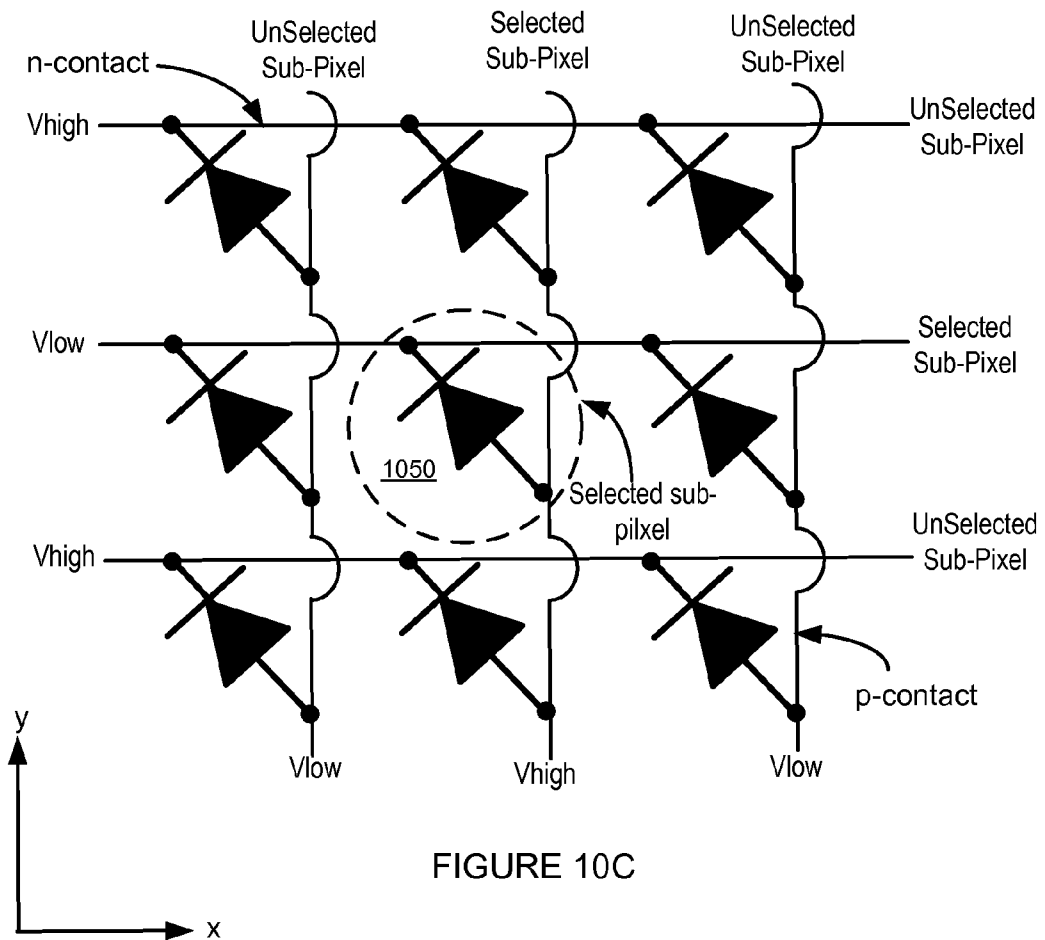 UnSelected
Sub-Pixel
Selected
Sub-Pixel
UnSelected
Sub-Pixel
n-contact
Vhigh
UnSelected
Sub-Pixel
Vlow
Selected
Sub-Pixel
1050
Selected sub-
pilxel
Vhigh
UnSelected
Sub-Pixel
p-contact
y
Vlow
Vhigh
Vlow
FIGURE 10C
x